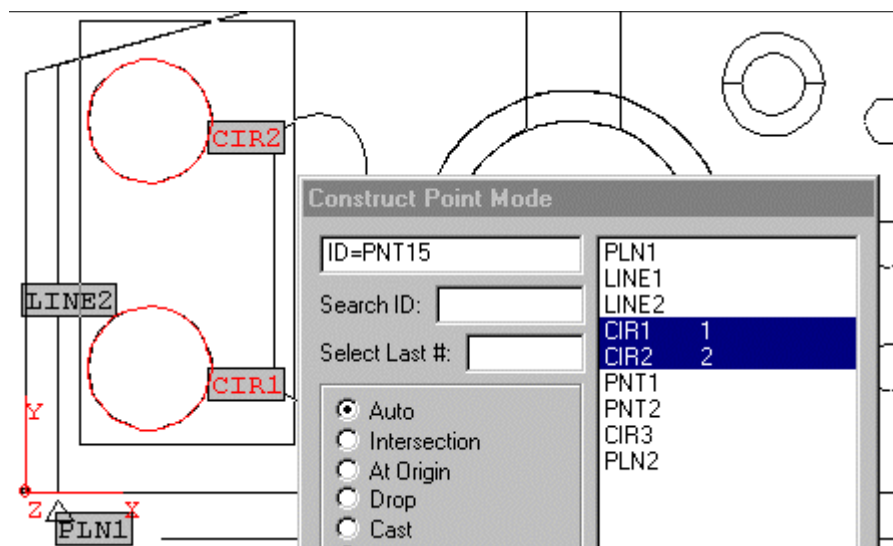 CIR2
LINE2
CIR1
Y
Z
X
PLN1
Construct Point Mode
ID=PNT15
Search ID:
Select Last #:
Auto
Intersection
At Origin
Drop
Cast
PLN1
LINE1
LINE2
CIR1 1
CIR2 2
PNT1
PNT2
CIR3
PLN2